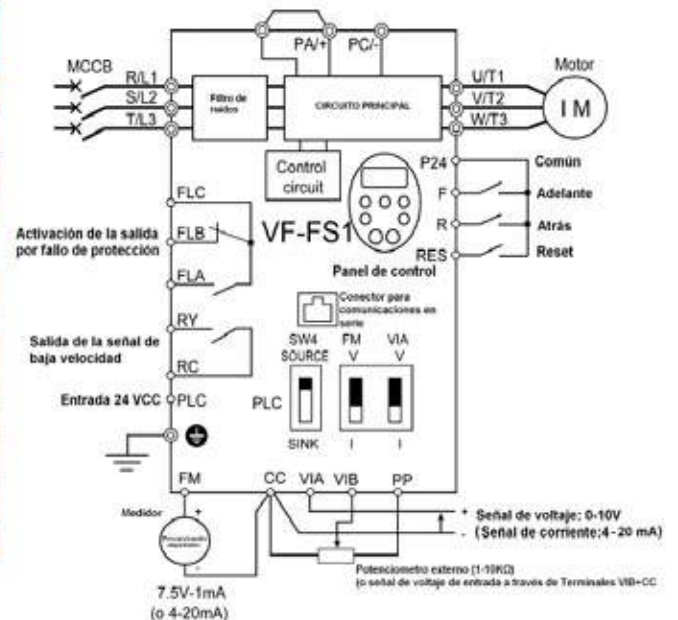 PA/+ PC/-
MCCB
Motor
R/L1
S/L2
T/L3
Filtro de
ruidos
CIRCUITO PRINCIPAL
U/T1
V/T2
W/T3
I M
Control
circuit
P24
Común
F
Adelante
R
Atrás
RES
Reset
FLC
FLB
FLA
Activación de la salida
por fallo de protección
VF-FS1
Panel de control
Conector para
comunicaciones en
serie
RY
RC
Salida de la señal de
baja velocidad
SW4 FM VIA
SOURCE V V
Entrada 24 VCC PLC
PLC
SINK I I
FM CC VIA VIB PP
Medidor
+
-
7.5V-1mA
(o 4-20mA)
+ Señal de voltaje: 0-10V
- (Señal de corriente:4-20 mA)
Potenciometro externo (1-10KΩ)
(o señal de voltaje de entrada a través de Terminales VIB+CC